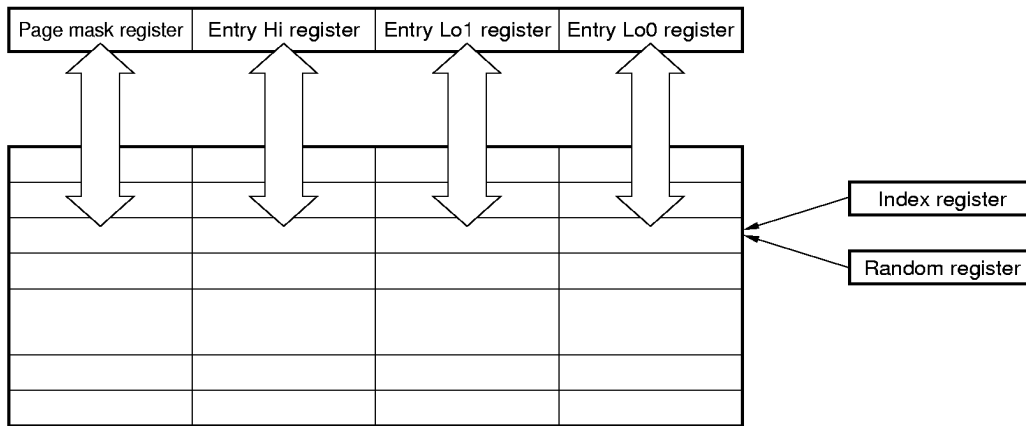 Page mask register
Entry Hi register
Entry Lo1 register
Entry Lo0 register
Index register
Random register